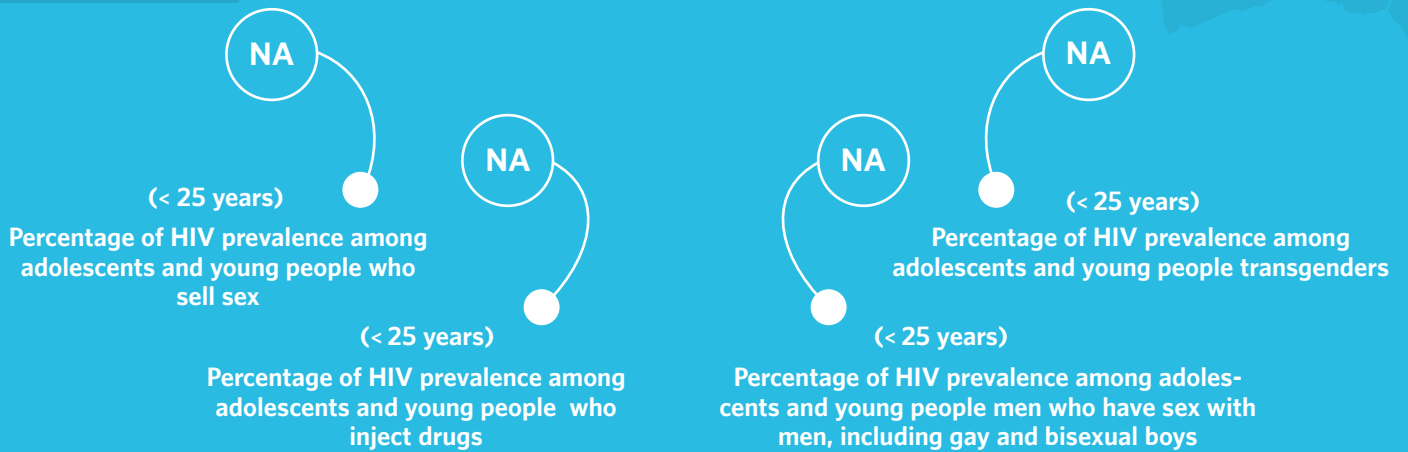 NA
(< 25 years)
Percentage of HIV prevalence among
adolescents and young people who
sell sex
NA
(< 25 years)
Percentage of HIV prevalence among
adolescents and young people who
inject drugs
NA
(< 25 years)
Percentage of HIV prevalence among adoles-
cents and young people men who have sex with
men, including gay and bisexual boys
NA
(< 25 years)
Percentage of HIV prevalence among
adolescents and young people transgenders